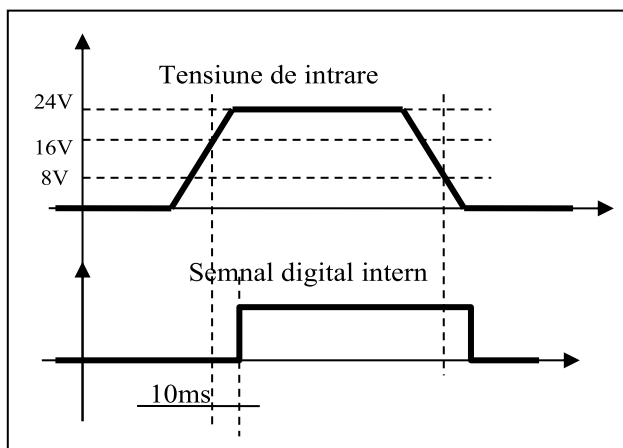 Tensiune de intrare
24V
16V
8V
Semnal digital intern
10ms